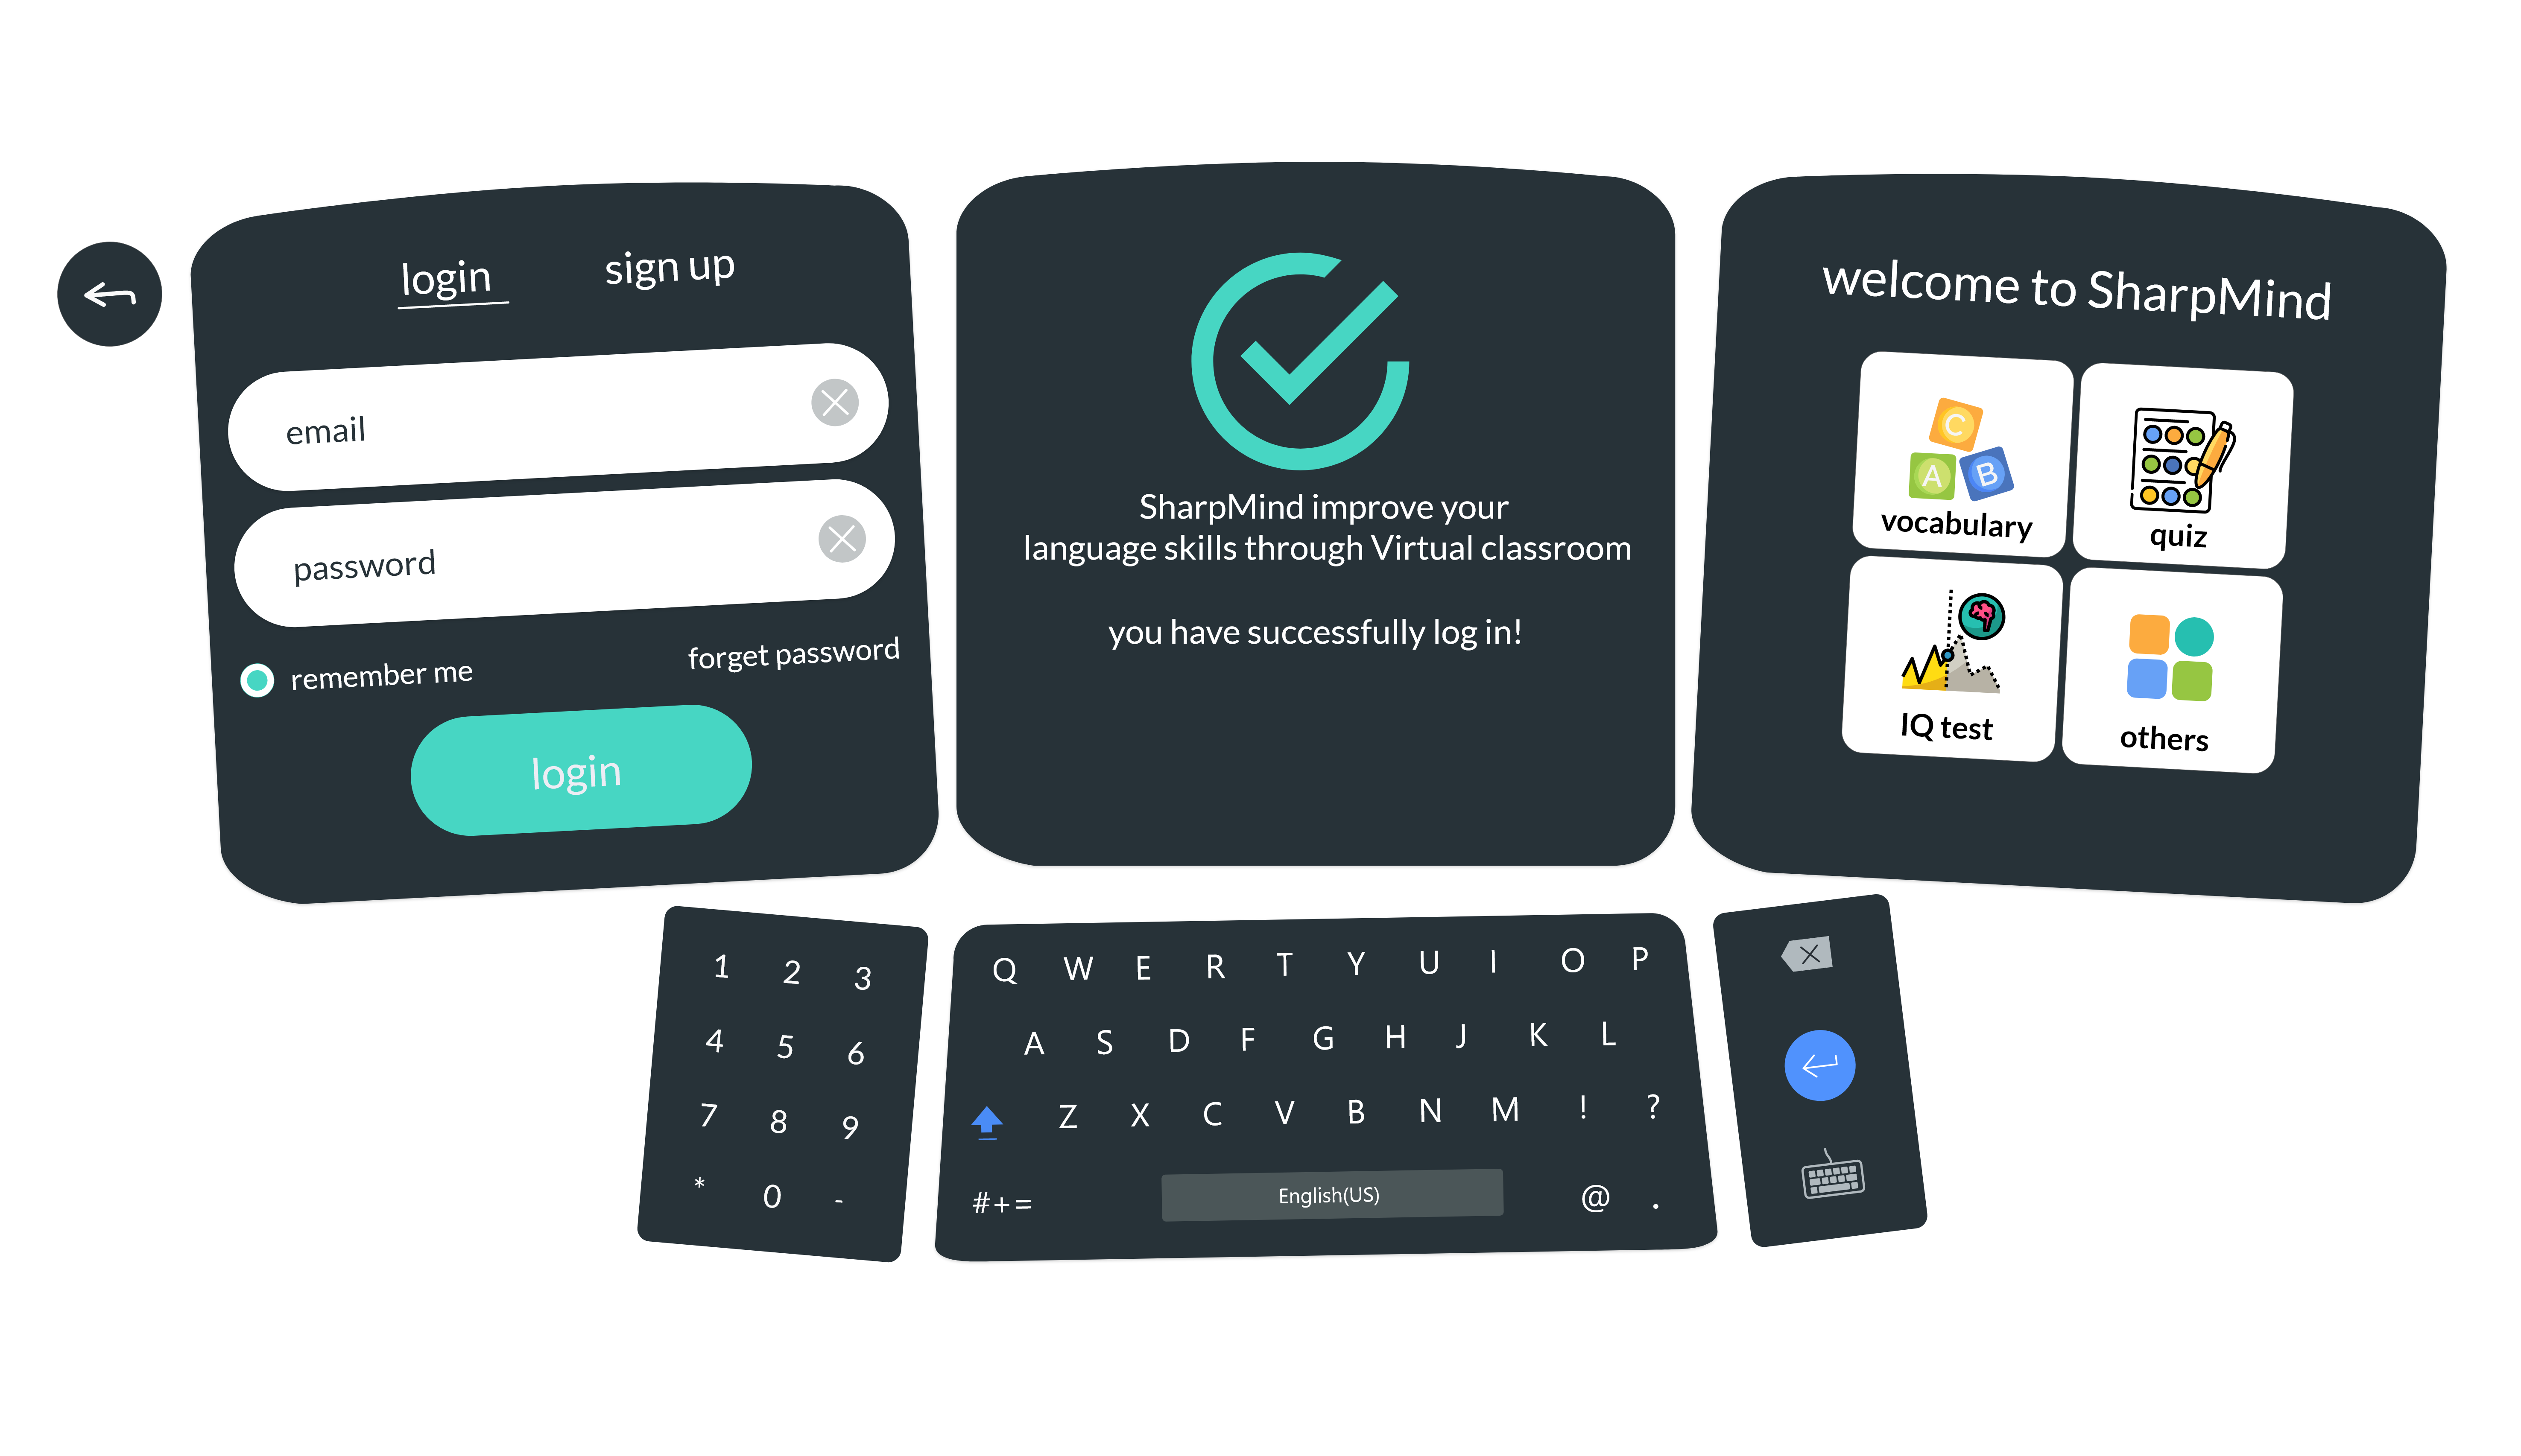 login sign up
email
password
remember me forget password
login
SharpMind improve your
language skills through Virtual classroom
you have successfully log in!
welcome to SharpMind
C
A B
vocabulary
quiz
IQ test
others
1 2 3
4 5 6
7 8 9
* 0 -
Q W E R T Y U I O P
A S D F G H J K L
Z X C V B N M ! ?
#+= English(US) @ .